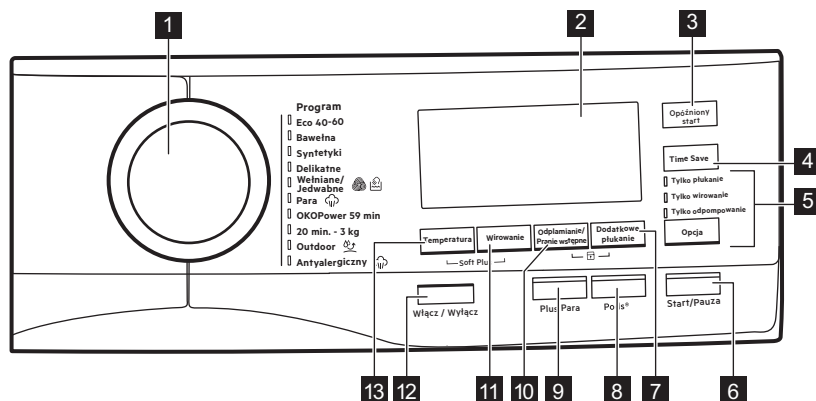 1
2
3
Program
Eco 40-60
Bawełna
Syntetyki
Delikatne
Wełniane/
Jedwabne
Para
OKOPower 59 min
20 min. - 3 kg
Outdoor
Antyalergiczny
Opóźniony
start
Time Save
4
Tylko płukanie
Tylko wirowanie
Tylko odpompowanie
5
Opcja
Temperatura
Wirowanie
Odplamianie/
Pranie wstępne
Dodatkowe
płukanie
Soft Plus
Włącz / Wyłącz
Plus Para
Start/Pauza
13
12
11
10
9
8
7
6